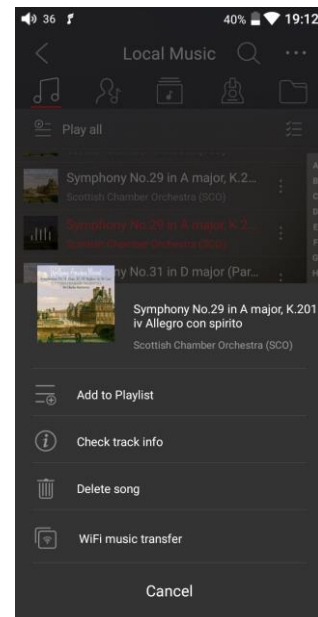 36
40% 19:12
Local Music
Play all
Symphony No.29 in A major, K.2...
Scottish Chamber Orchestra (SCO)
Symphony No.29 in A major, K.2...
Scottish Chamber Orchestra (SCO)
ny No.31 in D major (Par...
A
B
C
D
E
F
G
H
Symphony No.29 in A major, K.201
iv Allegro con spirito
Scottish Chamber Orchestra (SCO)
Add to Playlist
Check track info
Delete song
WiFi music transfer
Cancel